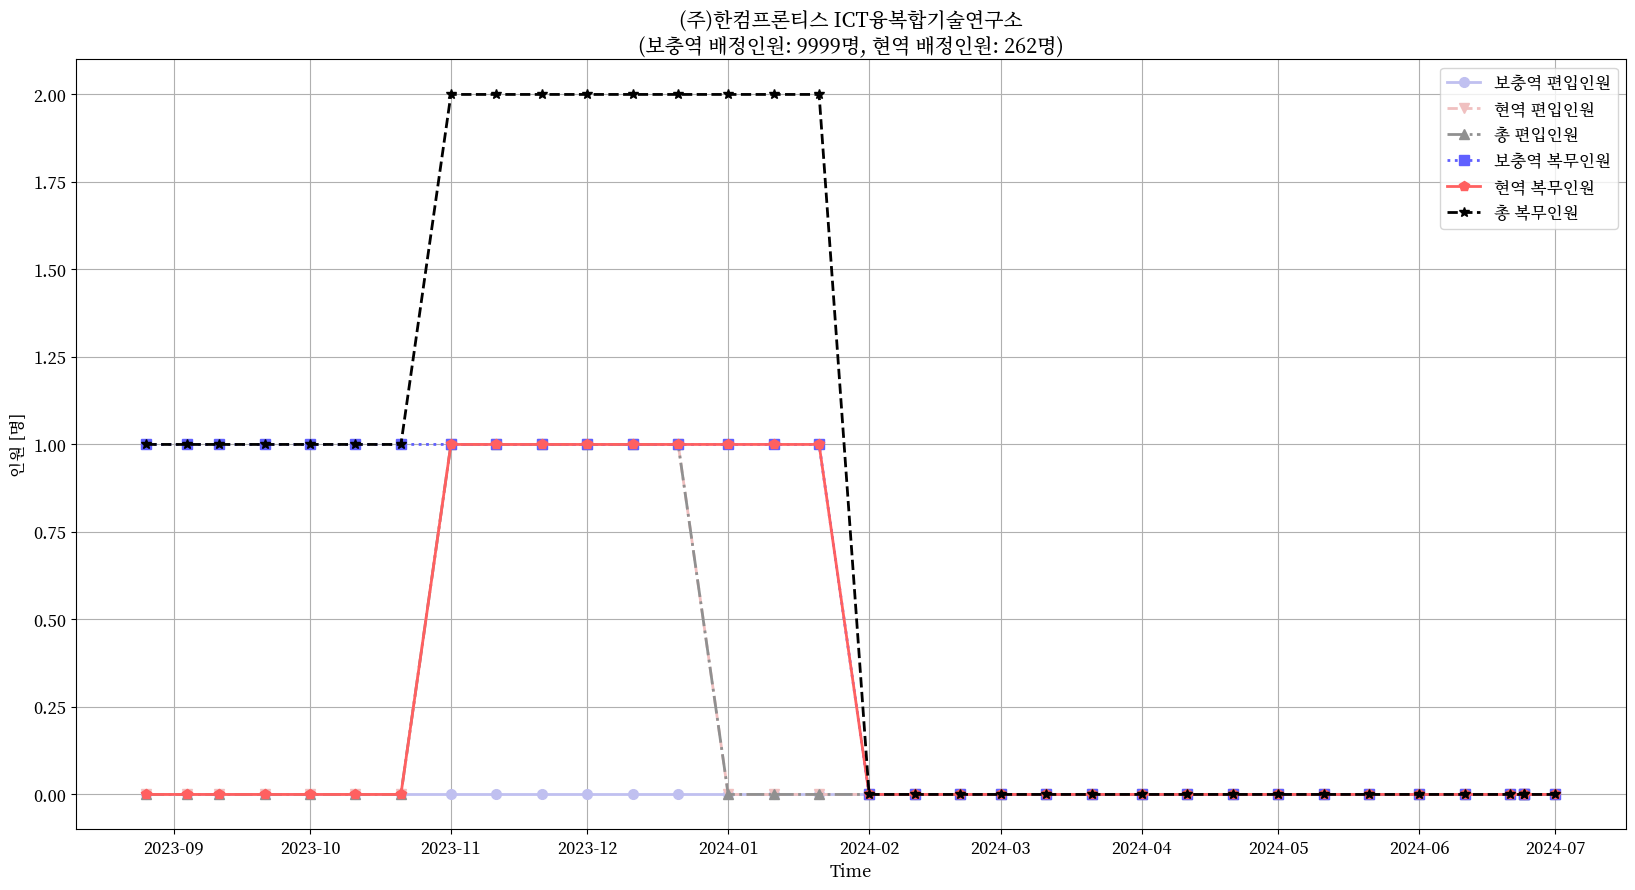 (주)한컴프론티스 ICT융복합기술연구소
(보충역 배정인원: 9999명, 현역 배정인원: 262명)
보충역 편입인원
현역 편입인원
총 편입인원
보충역 복무인원
현역 복무인원
총 복무인원
인원 [명]
2.00
1.75
1.50
1.25
1.00
0.75
0.50
0.25
0.00
2023-09 2023-10 2023-11 2023-12 2024-01 2024-02 2024-03 2024-04 2024-05 2024-06 2024-07
Time